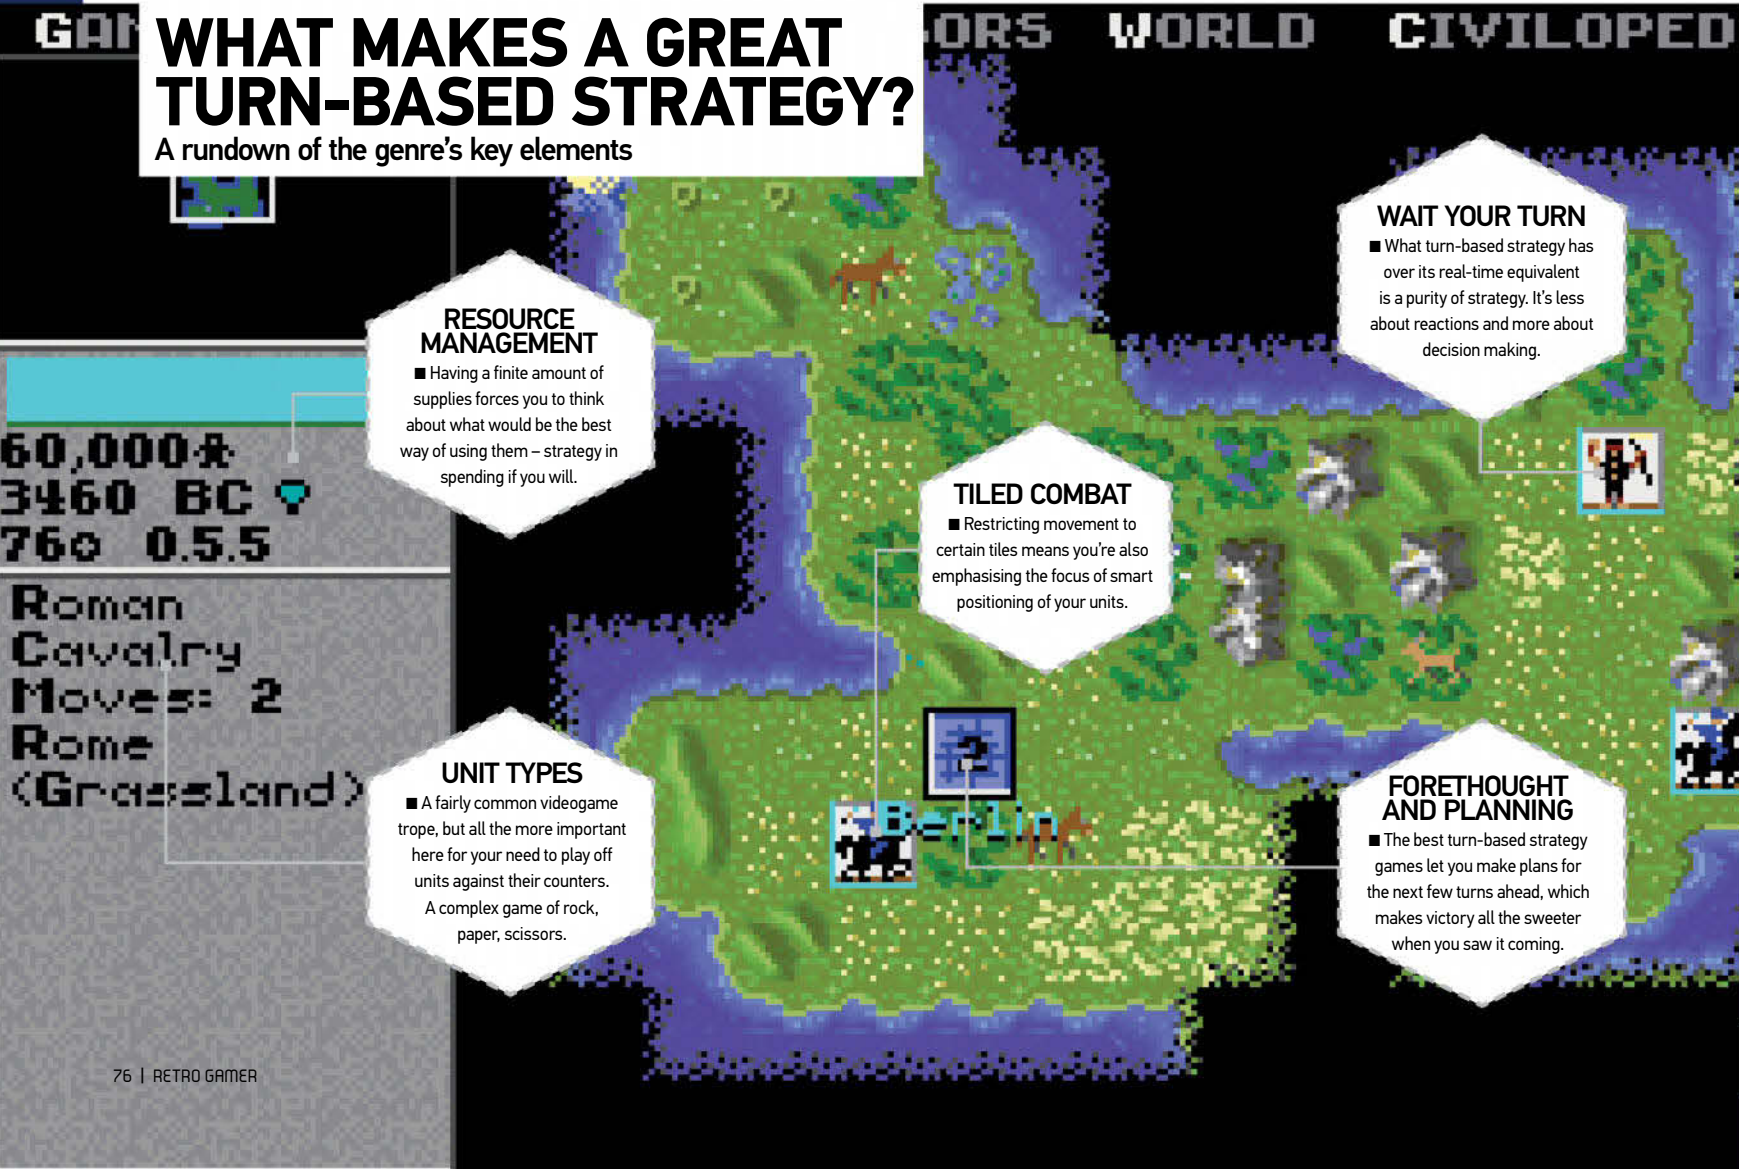 WHAT MAKES A GREAT
TURN-BASED STRATEGY?
A rundown of the genre's key elements
ORS WORLD CIVILOPED
RESOURCE
MANAGEMENT
■ Having a finite amount of
supplies forces you to think
about what would be the best
way of using them – strategy in
spending if you will.
WAIT YOUR TURN
■ What turn-based strategy has
over its real-time equivalent
is a purity of strategy. It's less
about reactions and more about
decision making.
TILED COMBAT
■ Restricting movement to
certain tiles means you're also
emphasising the focus of smart
positioning of your units.
UNIT TYPES
■ A fairly common videogame
trope, but all the more important
here for your need to play off
units against their counters.
A complex game of rock,
paper, scissors.
FORETHOUGHT
AND PLANNING
■ The best turn-based strategy
games let you make plans for
the next few turns ahead, which
makes victory all the sweeter
when you saw it coming.
60,000
3460 BC
76 0.5.5
Roman
Cavalry
Moves: 2
Rome
(Grassland)
2
Berlin
76 | RETRO GAMER